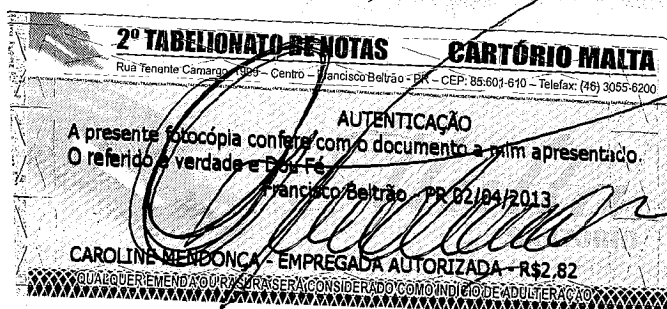 2º TABELIONATO DE NOTAS CARTÓRIO MALTA
Rua Tenente Camargo, 1909 – Centro – Francisco Beltrão - PR – CEP: 85.601-610 – Telefax: (46) 3055-6200
AUTENTICAÇÃO
A presente fotocópia confere com o documento a mim apresentado.
O referido é verdade e Dou Fé
Francisco Beltrão - PR 02/04/2013
CAROLINE MENDONÇA - EMPREGADA AUTORIZADA - R$2.82
QUALQUER EMENDA OU RASURA SERÁ CONSIDERADO COMO INDÍCIO DE ADULTERAÇÃO